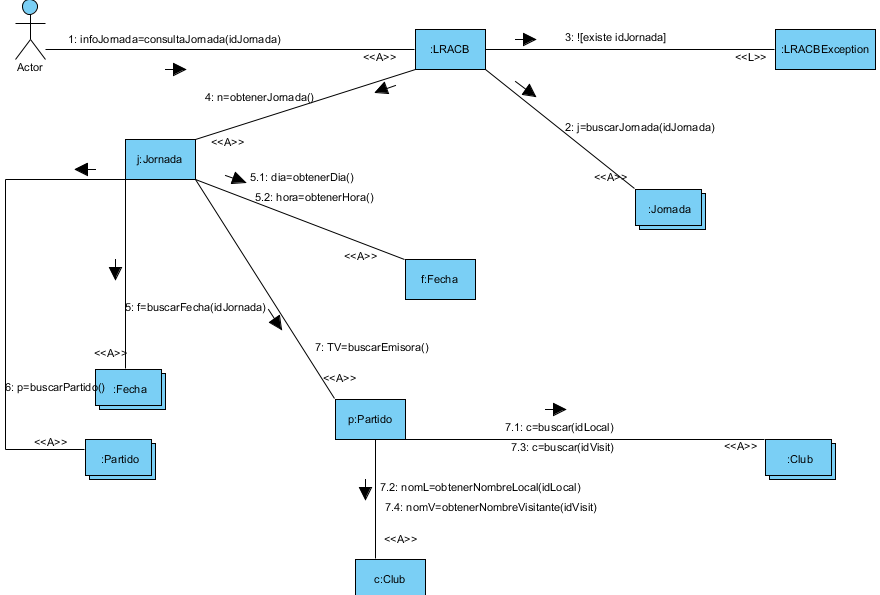 1: infoJornada=consultaJornada(idJornada)
3: ![existe idJornada]
:LRACB
:LRACBException
<<A>>
<<L>>
Actor
4: n=obtenerJornada()
2: j=buscarJornada(idJornada)
<<A>>
j:Jornada
5.1: dia=obtenerDia()
<<A>>
5.2: hora=obtenerHora()
:Jornada
<<A>>
f:Fecha
5: f=buscarFecha(idJornada)
7: TV=buscarEmisora()
<<A>>
<<A>>
6: p=buscarPartido()
:Fecha
p:Partido
7.1: c=buscar(idLocal)
<<A>>
7.3: c=buscar(idVisit)
<<A>>
:Partido
:Club
7.2: nomL=obtenerNombreLocal(idLocal)
7.4: nomV=obtenerNombreVisitante(idVisit)
<<A>>
c:Club